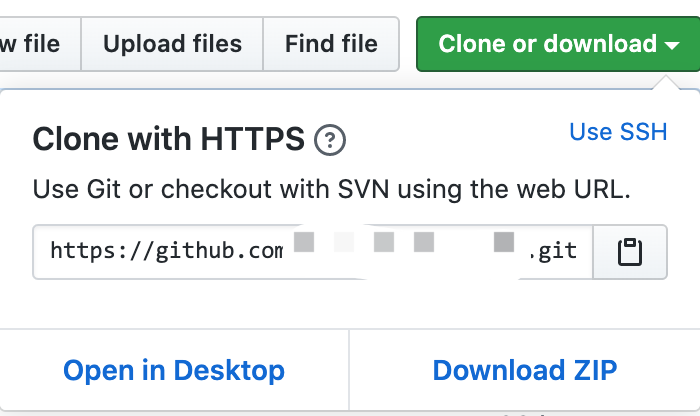 w file Upload files Find file Clone or download
Clone with HTTPS ?
Use SSH
Use Git or checkout with SVN using the web URL.
https://github.com .git
Open in Desktop Download ZIP